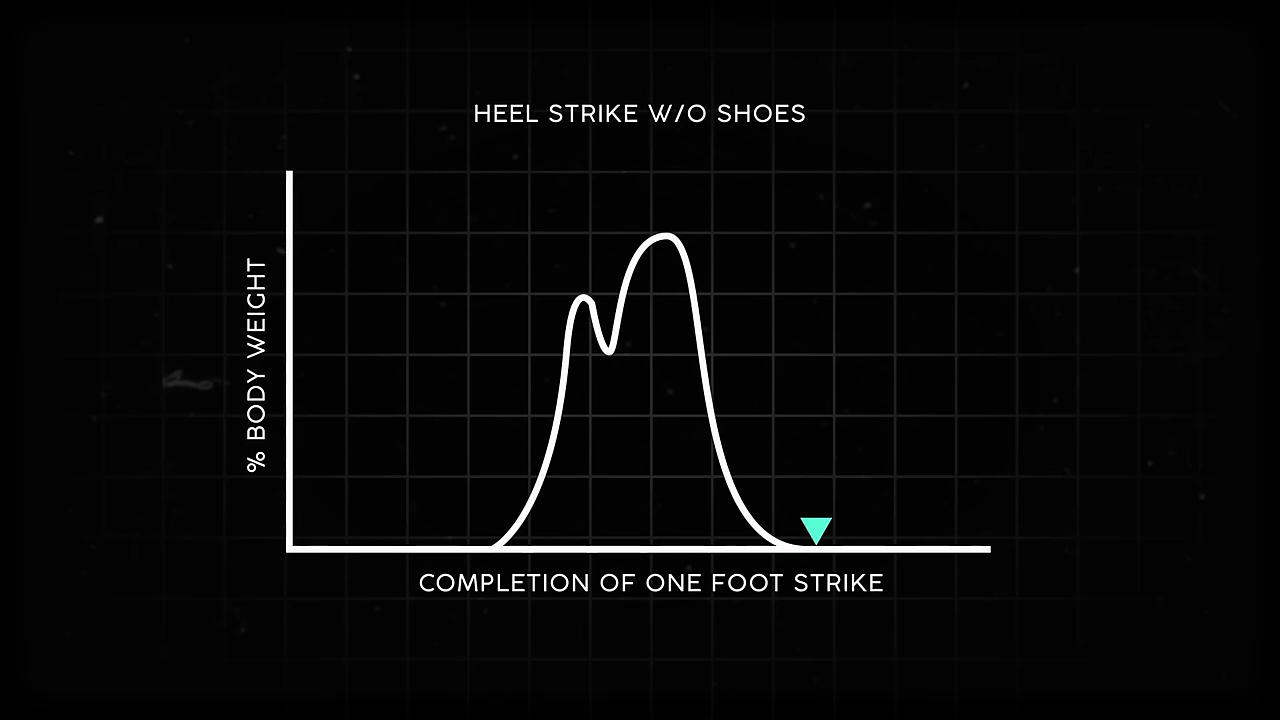 HEEL STRIKE W/O SHOES
% BODY WEIGHT
COMPLETION OF ONE FOOT STRIKE